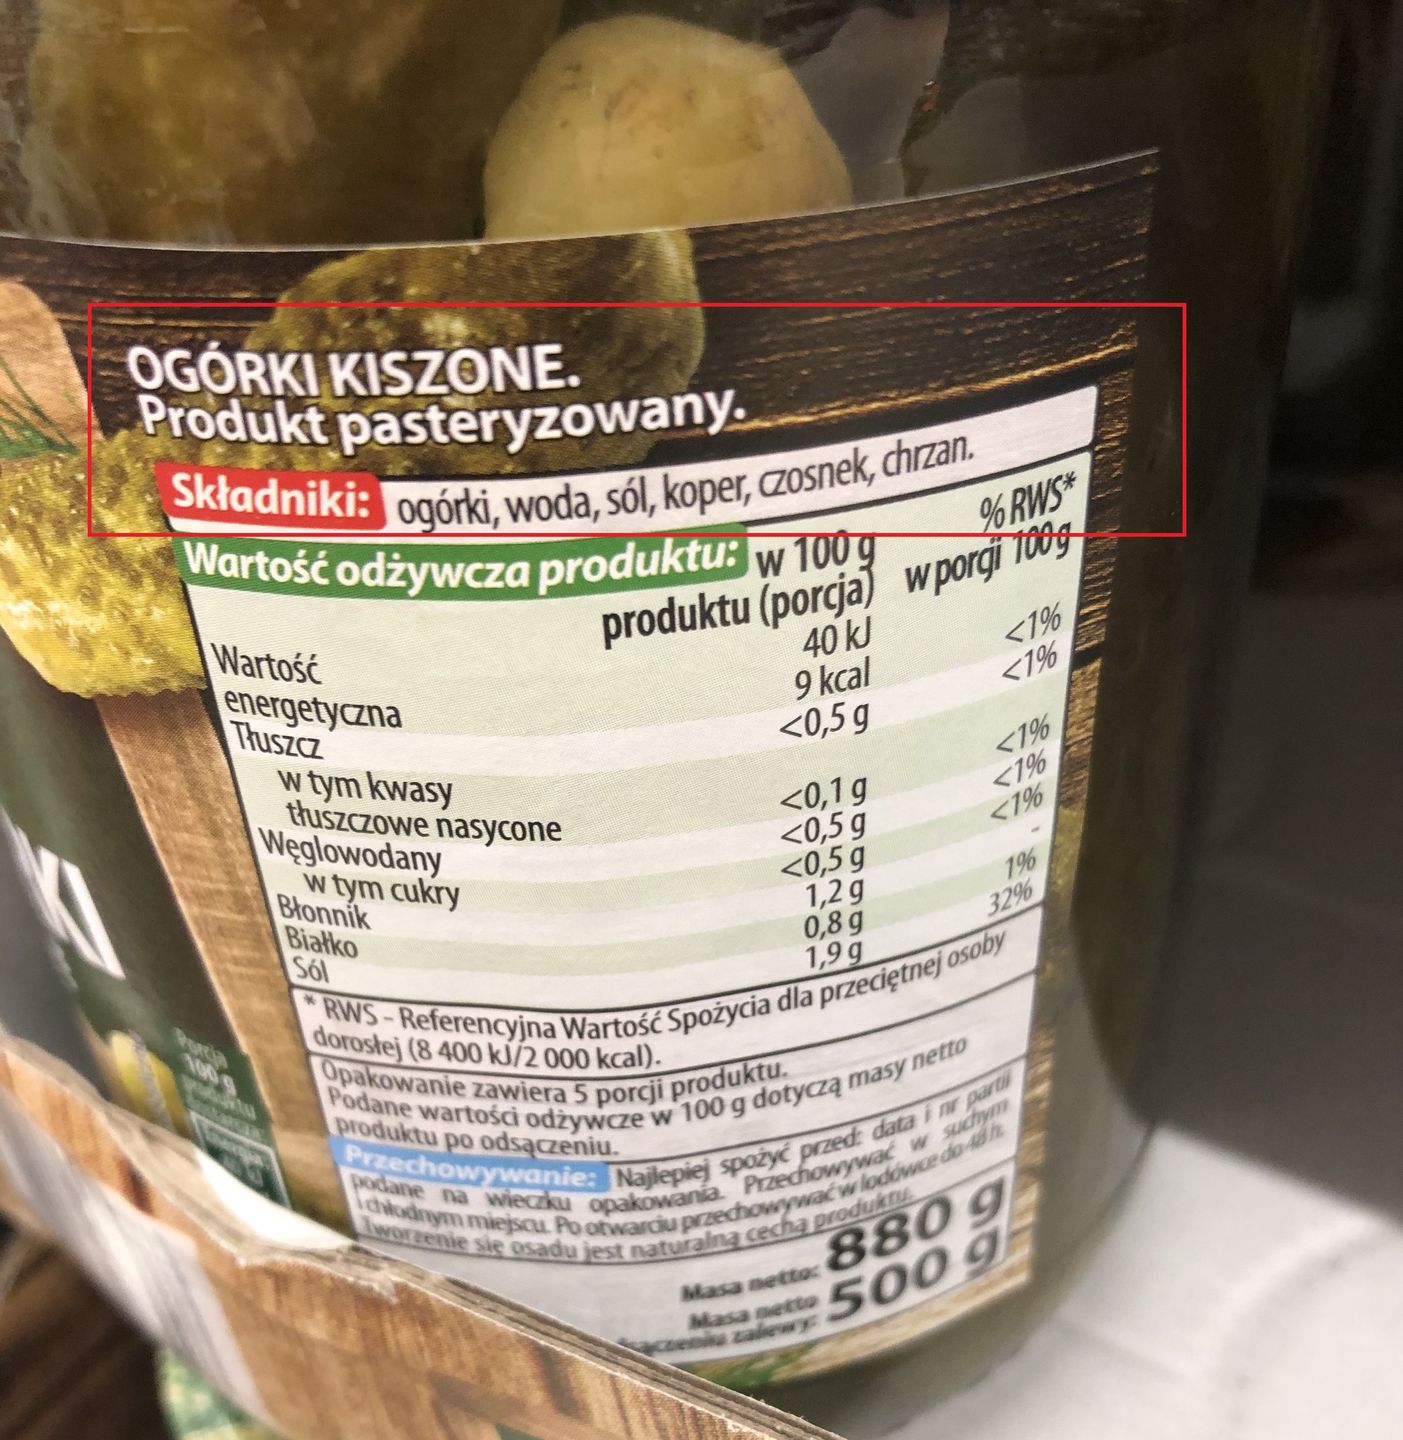 OGÓRKI KISZONE.
Produkt pasteryzowany.
Składniki: ogórki, woda, sól, koper, czosnek, chrzan.
Wartość odżywcza produktu: w 100 g % RWS*
produktu (porcja) w porcji 100 g
Wartość 40 kJ <1%
energetyczna 9 kcal <1%
Tłuszcz <0,5 g
w tym kwasy <1%
tłuszczowe nasycone <0,1 g <1%
Węglowodany <0,5 g <1%
w tym cukry <0,5 g -
Błonnik 1,2 g 1%
Białko 0,8 g 32%
Sól 1,9 g
* RWS - Referencyjna Wartość Spożycia dla przeciętnej osoby
dorosłej (8 400 kJ/2 000 kcal).
Opakowanie zawiera 5 porcji produktu.
Podane wartości odżywcze w 100 g dotyczą masy netto
produktu po odsączeniu.
Przechowywanie: Najlepiej spożyć przed: data i nr partii
podane na wieczku opakowania. Przechowywać w suchym
i chłodnym miejscu. Po otwarciu przechowywać w lodówce do 48 h.
Tworzenie się osadu jest naturalną cechą produktu.
Masa netto: 880 g
Masa netto 500 g
zalewy:
KI
Porcja
100 g
produktu